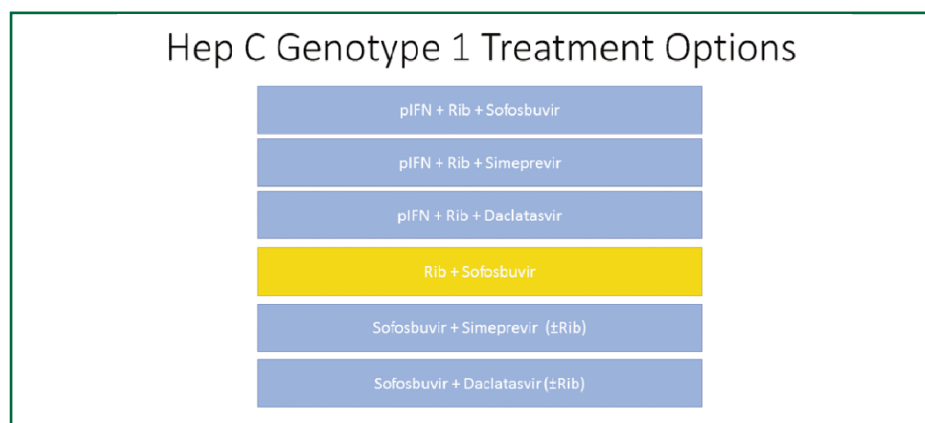 Hep C Genotype 1 Treatment Options
pIFN + Rib + Sofosbuvir
pIFN + Rib + Simeprevir
pIFN + Rib + Daclatasvir
Rib + Sofosbuvir
Sofosbuvir + Simeprevir (±Rib)
Sofosbuvir + Daclatasvir (±Rib)